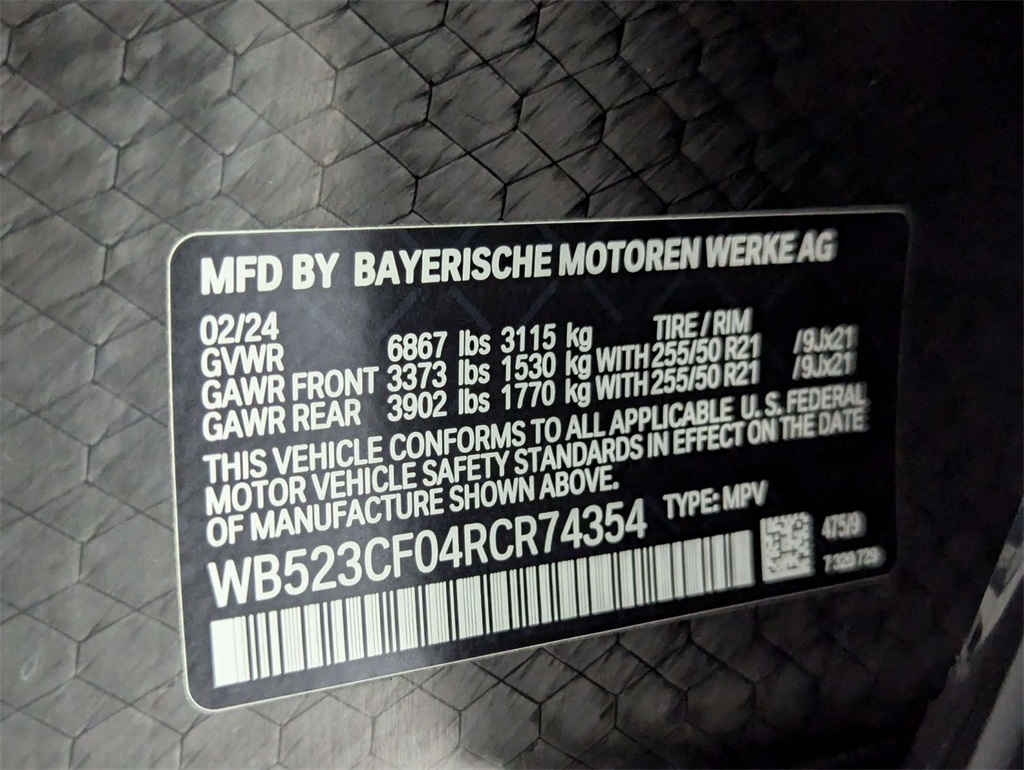 MFD BY BAYERISCHE MOTOREN WERKE AG
02/24 TIRE / RIM
GVWR 6867 lbs 3115 kg
GAWR FRONT 3373 lbs 1530 kg WITH 255/50 R21 /9Jx21
GAWR REAR 3902 lbs 1770 kg WITH 255/50 R21 /9Jx21
THIS VEHICLE CONFORMS TO ALL APPLICABLE U.S. FEDERAL
MOTOR VEHICLE SAFETY STANDARDS IN EFFECT ON THE DATE
OF MANUFACTURE SHOWN ABOVE.
WB523CF04RCR74354 TYPE: MPV
475/9
7 320 729